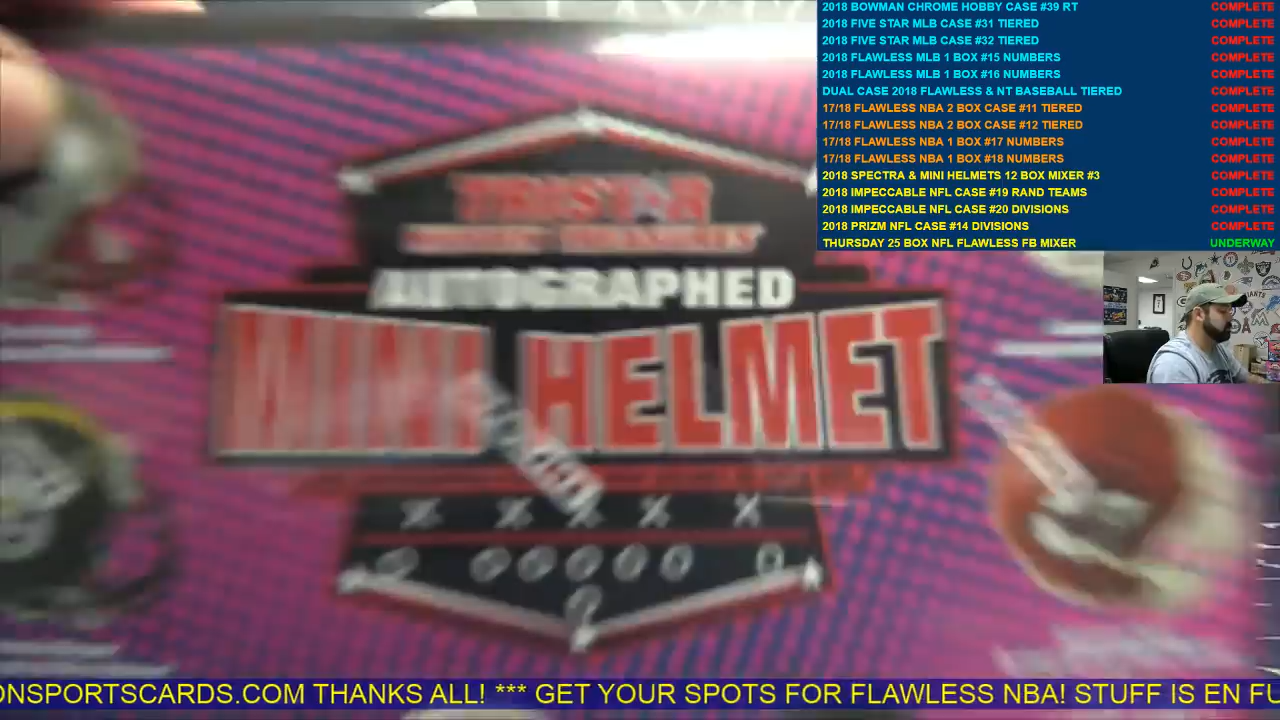 2018 BOWMAN CHROME HOBBY CASE #39 RT COMPLETE
2018 FIVE STAR MLB CASE #31 TIERED COMPLETE
2018 FIVE STAR MLB CASE #32 TIERED COMPLETE
2018 FLAWLESS MLB 1 BOX #15 NUMBERS COMPLETE
2018 FLAWLESS MLB 1 BOX #16 NUMBERS COMPLETE
DUAL CASE 2018 FLAWLESS & NT BASEBALL TIERED COMPLETE
17/18 FLAWLESS NBA 2 BOX CASE #11 TIERED COMPLETE
17/18 FLAWLESS NBA 2 BOX CASE #12 TIERED COMPLETE
17/18 FLAWLESS NBA 1 BOX #17 NUMBERS COMPLETE
17/18 FLAWLESS NBA 1 BOX #18 NUMBERS COMPLETE
2018 SPECTRA & MINI HELMETS 12 BOX MIXER #3 COMPLETE
2018 IMPECCABLE NFL CASE #19 RAND TEAMS COMPLETE
2018 IMPECCABLE NFL CASE #20 DIVISIONS COMPLETE
2018 PRIZM NFL CASE #14 DIVISIONS COMPLETE
THURSDAY 25 BOX NFL FLAWLESS FB MIXER UNDERWAY
TRISTAR
AUTOGRAPHED
MINI HELMET
X X X X X
O OOOOO O
O
ONSPORTSCARDS.COM THANKS ALL! *** GET YOUR SPOTS FOR FLAWLESS NBA! STUFF IS EN FU